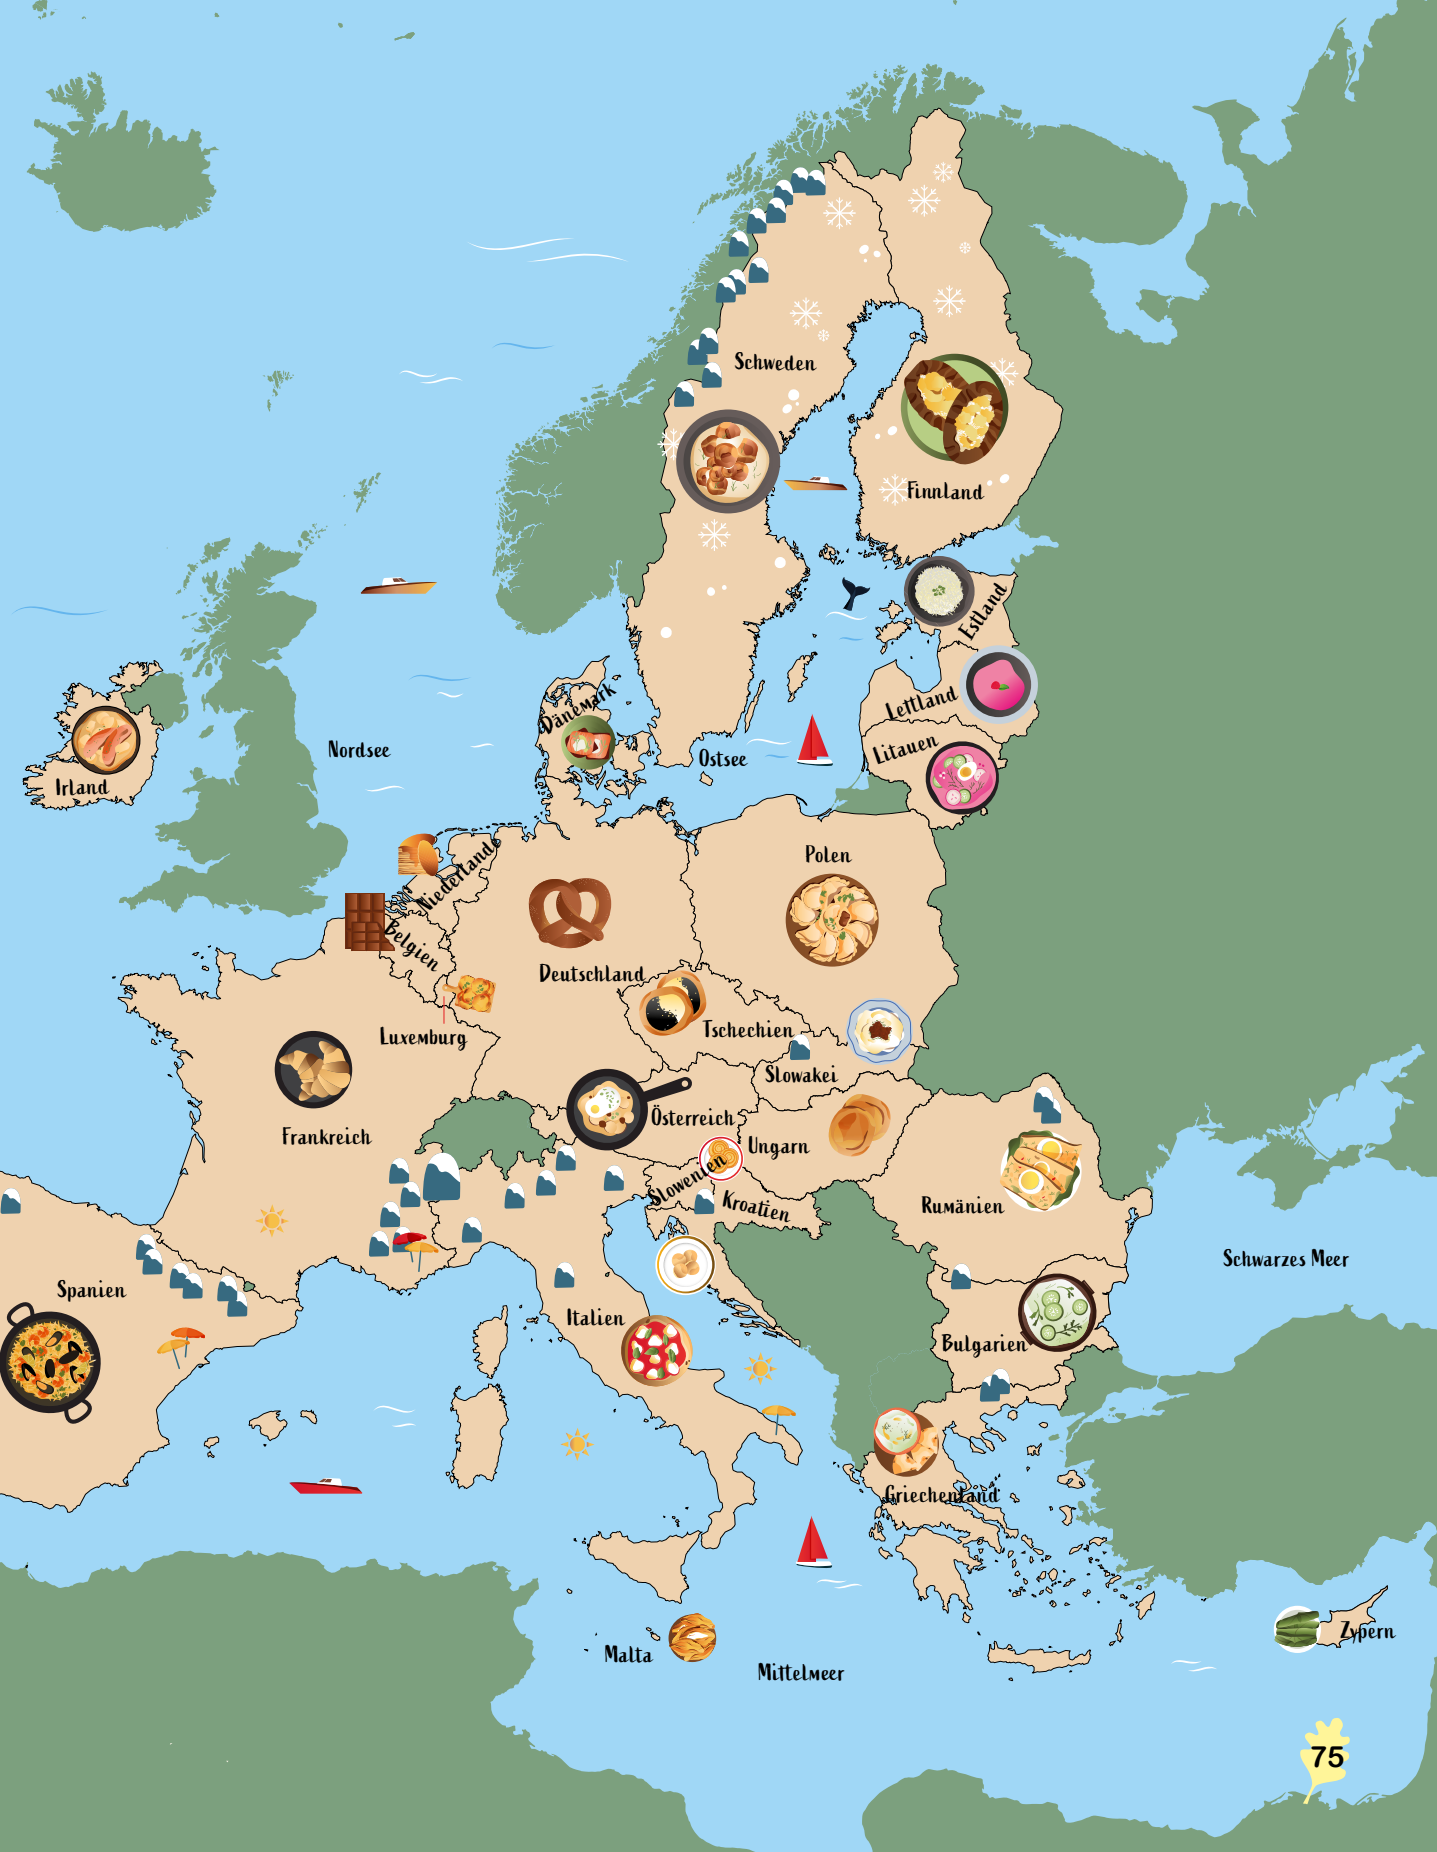 Schweden
Finnland
Estland
Dänemark
Lettland
Litauen
Nordsee
Ostsee
Irland
Polen
Niederlande
Belgien
Deutschland
Tschechien
Luxemburg
Slowakei
Österreich
Frankreich
Ungarn
Slowenien
Kroatien
Rumänien
Schwarzes Meer
Spanien
Italien
Bulgarien
Griechenland
Zypern
Malta
Mittelmeer
75